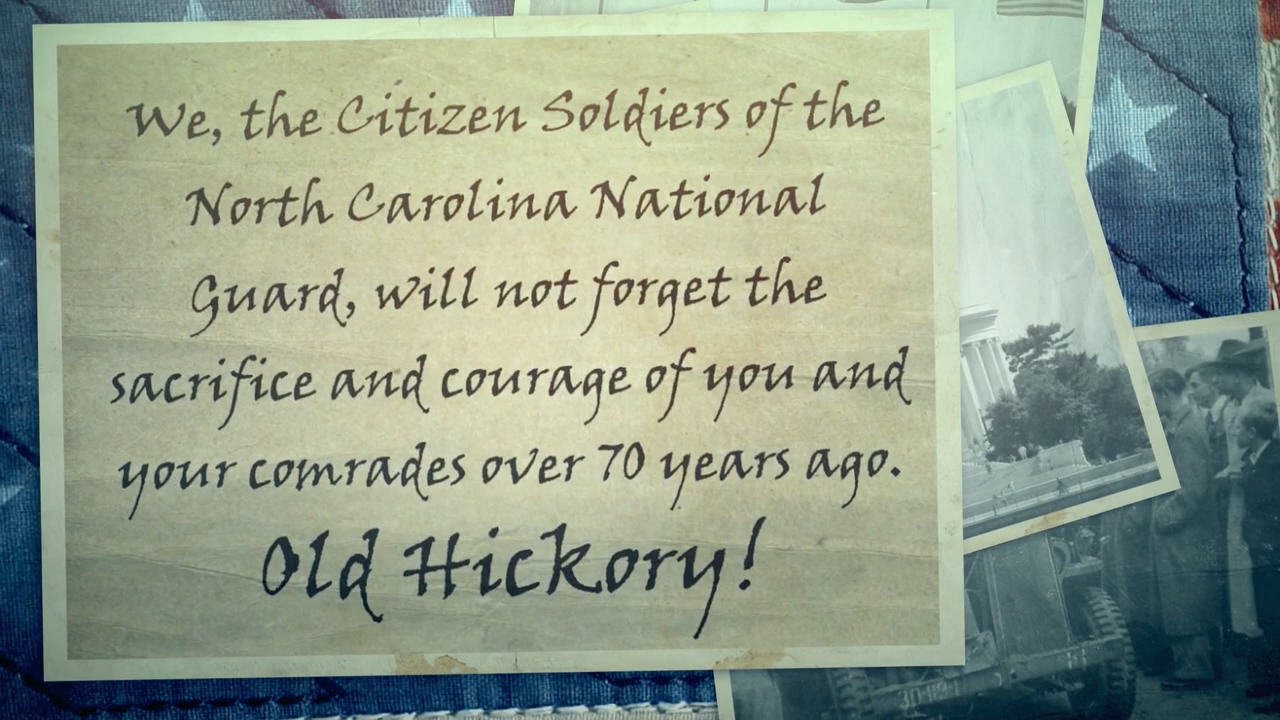 We, the Citizen Soldiers of the
North Carolina National
Guard, will not forget the
sacrifice and courage of you and
your comrades over 70 years ago.
Old Hickory!